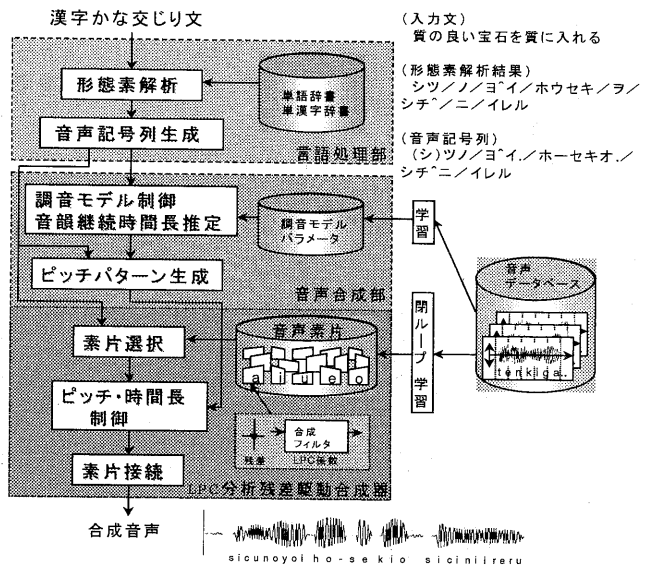 漢字かな交じり文
形態素解析
単語辞書
単漢字辞書
音声記号列生成
言語処理部
調音モデル制御
音韻継続時間長推定
調音モデル
パラメータ
学習
ピッチパターン生成
音声合成部
音声
データベース
tenkiga..
素片選択
音声素片
a i u e o
閉ループ学習
ピッチ・時間長
制御
合成
フィルタ
残差
LPC係数
素片接続
LPC分析残差駆動合成器
合成音声
sicunoyoi ho-sekio siciniireru
(入力文)
質の良い宝石を質に入れる
(形態素解析結果)
シツ/ノ/ヨ^イ/ホウセキ/ヲ/
シチ^/ニ/イレル
(音声記号列)
(シ)ツノ/ヨ^イ./ホーセキオ./
シチ^ニ/イレル